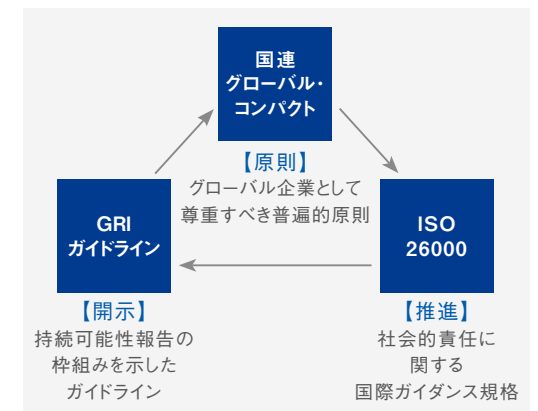 国連
グローバル・
コンパクト
【原則】
グローバル企業として
尊重すべき普遍的原則
GRI
ガイドライン
【開示】
持続可能性報告の
枠組みを示した
ガイドライン
ISO
26000
【推進】
社会的責任に
関する
国際ガイダンス規格